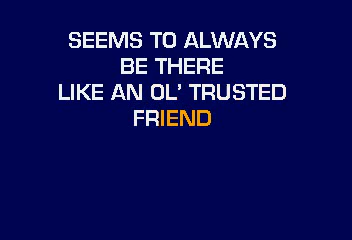 SEEMS TO ALWAYS
BE THERE
LIKE AN OL' TRUSTED
FRIEND